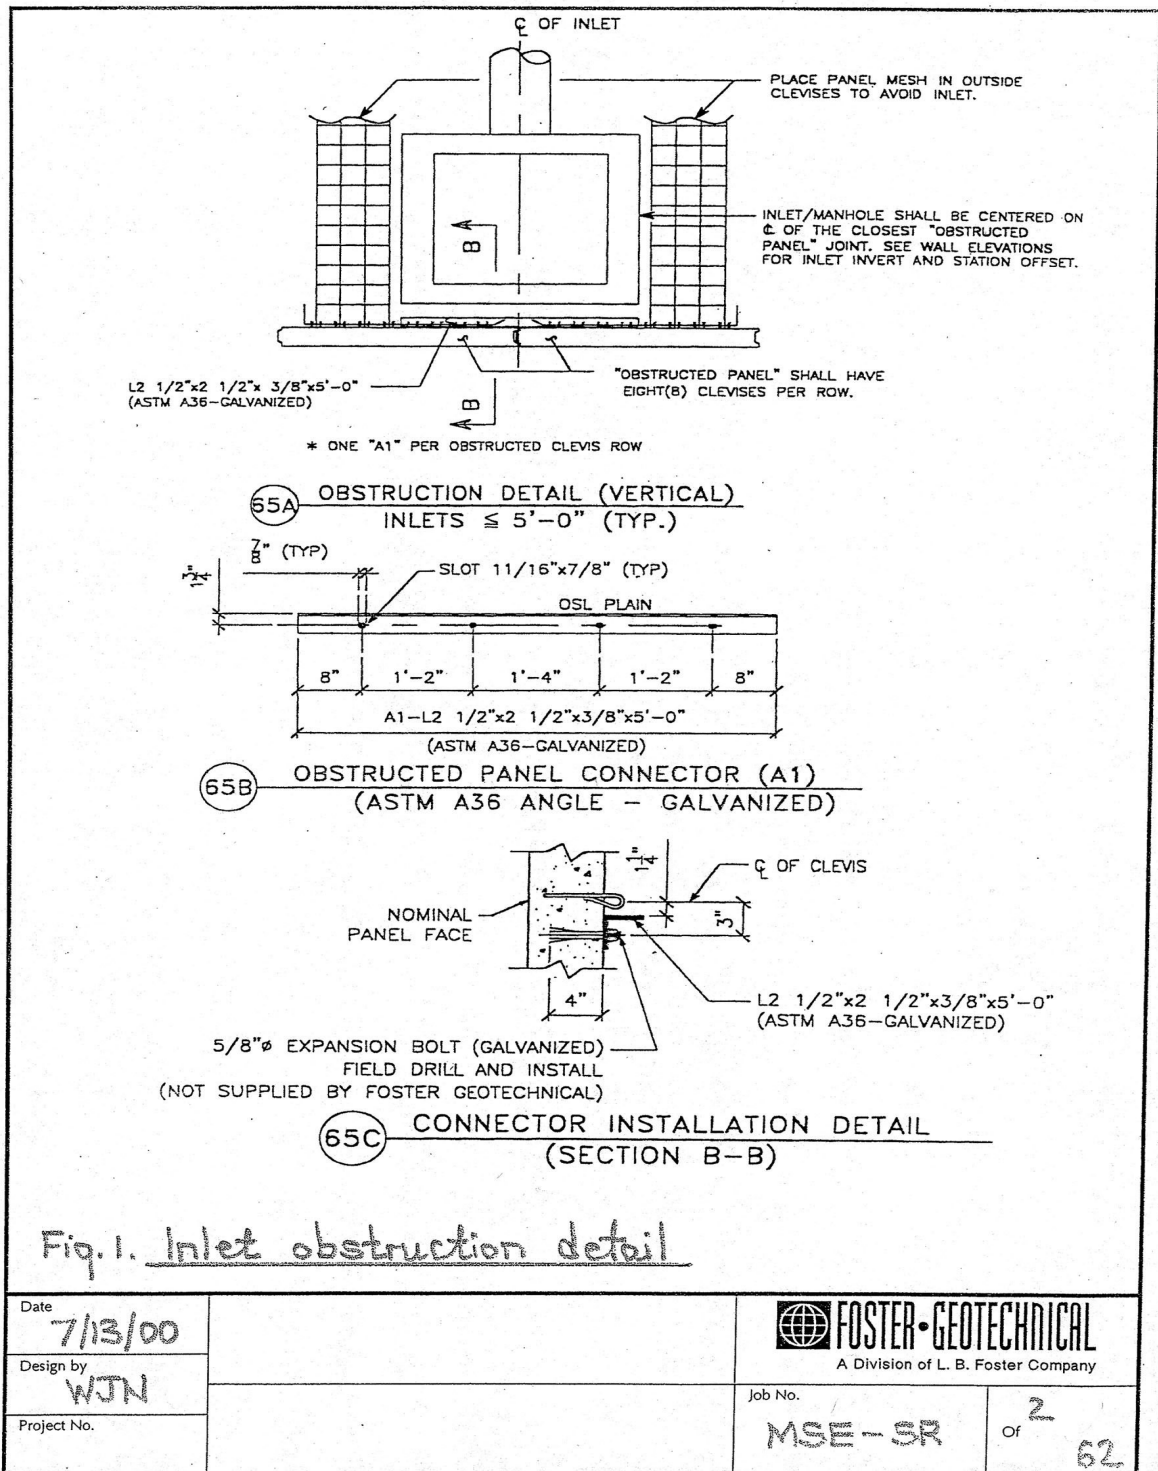 ℄ OF INLET
PLACE PANEL MESH IN OUTSIDE
CLEVISES TO AVOID INLET.
INLET/MANHOLE SHALL BE CENTERED ON
℄ OF THE CLOSEST "OBSTRUCTED
PANEL" JOINT. SEE WALL ELEVATIONS
FOR INLET INVERT AND STATION OFFSET.
B
L2 1/2"x2 1/2"x 3/8"x5'-0"
(ASTM A36-GALVANIZED)
"OBSTRUCTED PANEL" SHALL HAVE
EIGHT(8) CLEVISES PER ROW.
B
* ONE "A1" PER OBSTRUCTED CLEVIS ROW
65A OBSTRUCTION DETAIL (VERTICAL)
INLETS ≦ 5'-0" (TYP.)
7/8" (TYP)
1 3/4"
SLOT 11/16"x7/8" (TYP)
OSL PLAIN
8" 1'-2" 1'-4" 1'-2" 8"
A1-L2 1/2"x2 1/2"x3/8"x5'-0"
(ASTM A36-GALVANIZED)
65B OBSTRUCTED PANEL CONNECTOR (A1)
(ASTM A36 ANGLE - GALVANIZED)
1 1/4"
℄ OF CLEVIS
NOMINAL
PANEL FACE
3"
4"
L2 1/2"x2 1/2"x3/8"x5'-0"
(ASTM A36-GALVANIZED)
5/8"ø EXPANSION BOLT (GALVANIZED)
FIELD DRILL AND INSTALL
(NOT SUPPLIED BY FOSTER GEOTECHNICAL)
65C CONNECTOR INSTALLATION DETAIL
(SECTION B-B)
Fig.1. Inlet obstruction detail
Date
7/13/00
Design by
WJN
Project No.
FOSTER•GEOTECHNICAL
A Division of L. B. Foster Company
Job No.
MSE-SR
2
Of
62